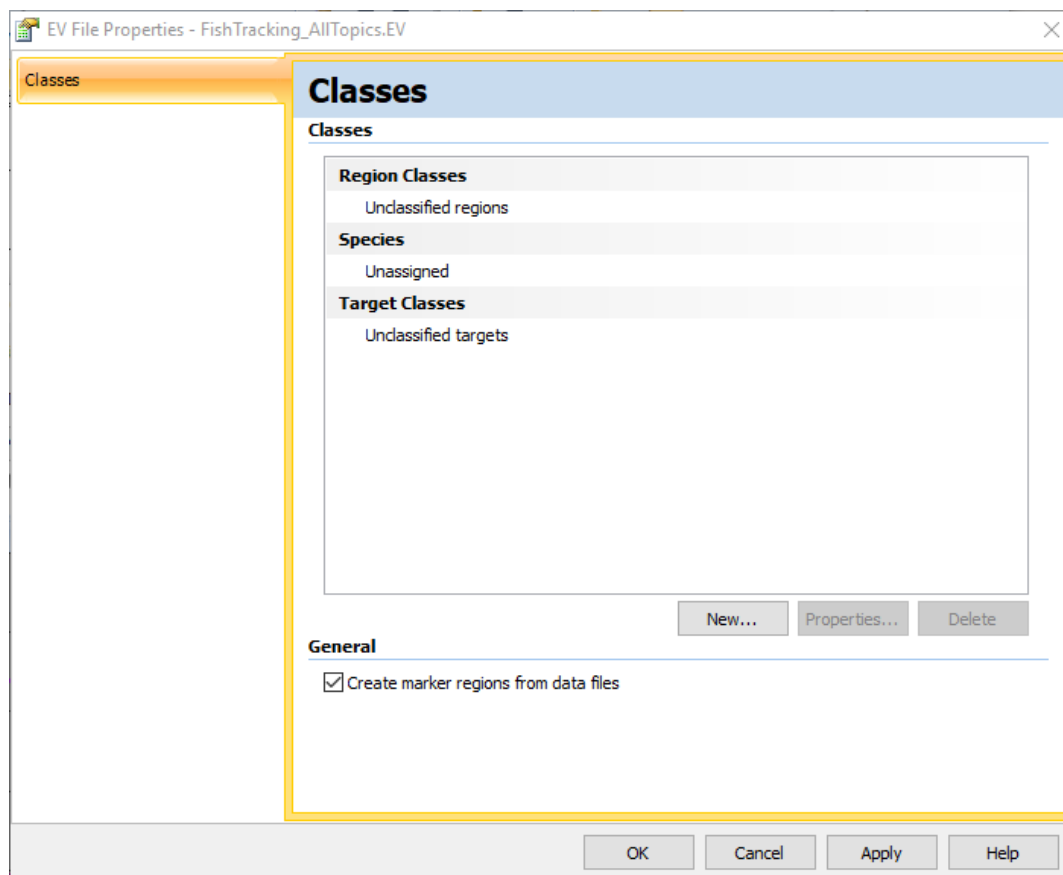 EV File Properties - FishTracking_AllTopics.EV
Classes
Classes
Classes
Region Classes
Unclassified regions
Species
Unassigned
Target Classes
Unclassified targets
New... Properties... Delete
General
Create marker regions from data files
OK Cancel Apply Help